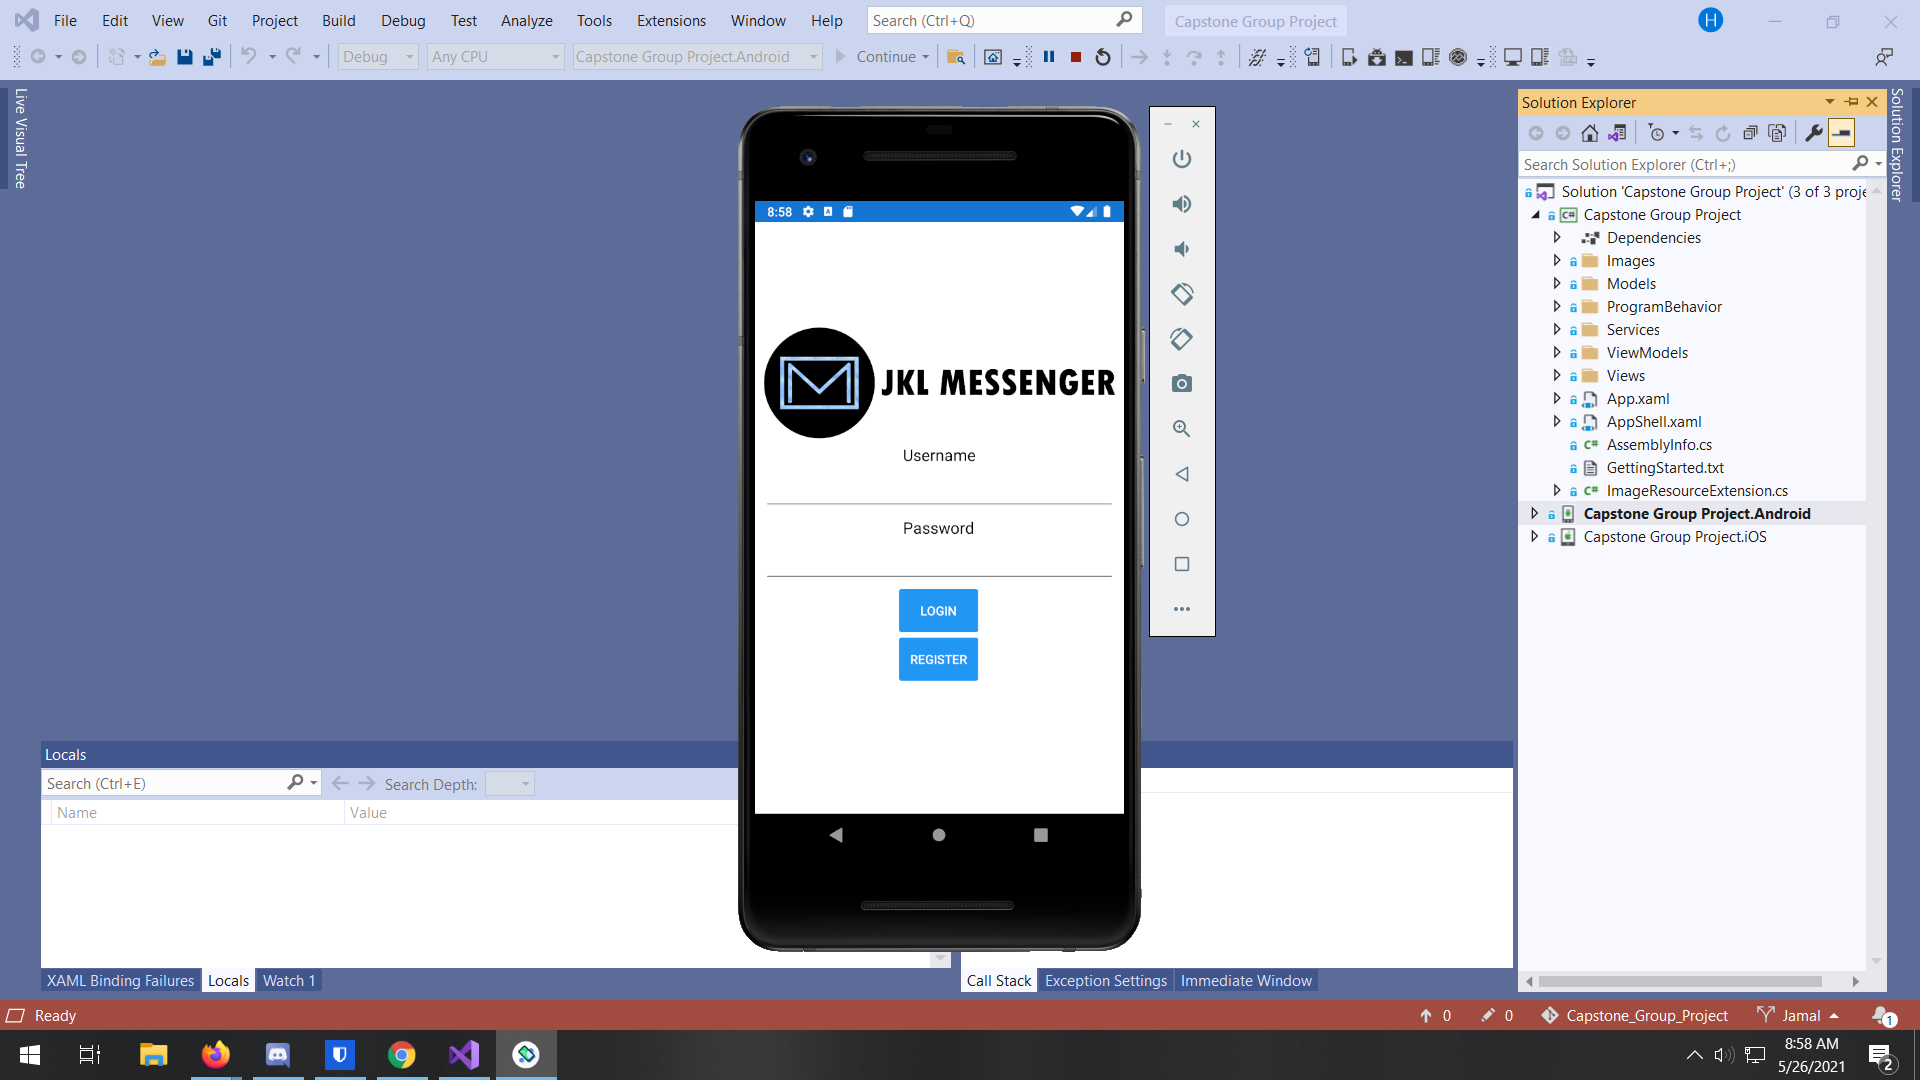 File Edit View Git Project Build Debug Test Analyze Tools Extensions Window Help Search (Ctrl+Q) Capstone Group Project H
Debug Any CPU Capstone Group Project.Android Continue
Live Visual Tree
8:58 A
JKL MESSENGER
Username
Password
LOGIN
REGISTER
Solution Explorer
Search Solution Explorer (Ctrl+;)
Solution 'Capstone Group Project' (3 of 3 proje
C# Capstone Group Project
Dependencies
Images
Models
ProgramBehavior
Services
ViewModels
Views
App.xaml
AppShell.xaml
C# AssemblyInfo.cs
GettingStarted.txt
C# ImageResourceExtension.cs
Capstone Group Project.Android
Capstone Group Project.iOS
Solution Explorer
Locals
Search (Ctrl+E) Search Depth:
Name Value
XAML Binding Failures Locals Watch 1
Call Stack Exception Settings Immediate Window
Ready 0 0 Capstone_Group_Project Jamal 1
8:58 AM
5/26/2021
2